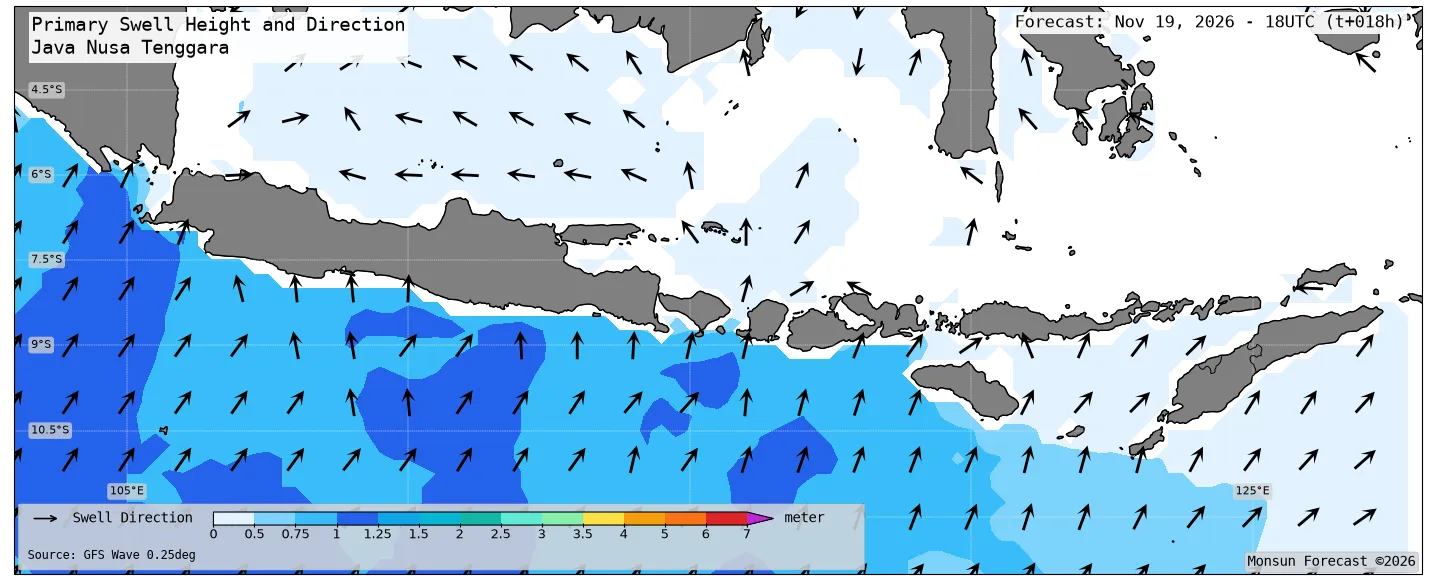 Primary Swell Height and Direction
Java Nusa Tenggara
Forecast: Nov 19, 2026 - 18UTC (t+018h)
4.5°S
6°S
7.5°S
9°S
10.5°S
105°E
125°E
Swell Direction
0 0.5 0.75 1 1.25 1.5 2 2.5 3 3.5 4 5 6 7
meter
Source: GFS Wave 0.25deg
Monsun Forecast ©2026